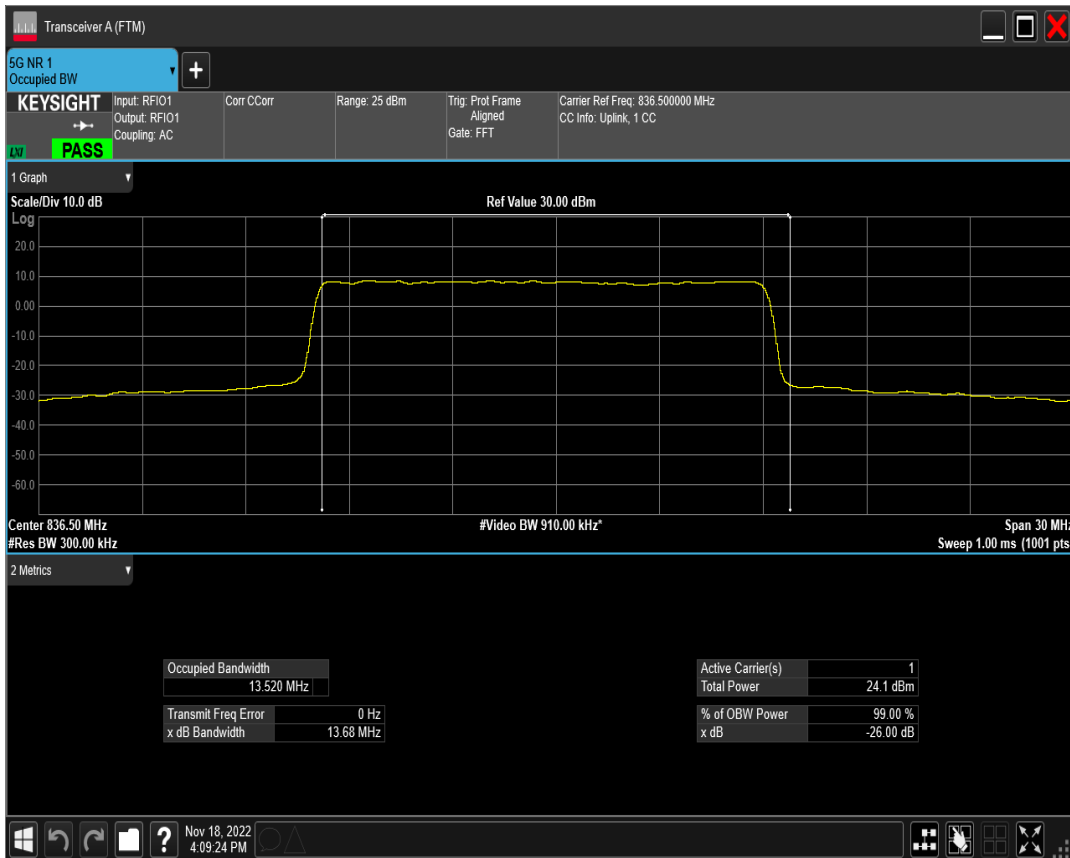 Transceiver A (FTM)
5G NR 1
Occupied BW
+
KEYSIGHT
LXI
PASS
Input: RFIO1
Output: RFIO1
Coupling: AC
Corr CCorr
Range: 25 dBm
Trig: Prot Frame
Aligned
Gate: FFT
Carrier Ref Freq: 836.500000 MHz
CC Info: Uplink, 1 CC
1 Graph
Scale/Div 10.0 dB
Ref Value 30.00 dBm
Log
20.0
10.0
0.00
-10.0
-20.0
-30.0
-40.0
-50.0
-60.0
Center 836.50 MHz
#Video BW 910.00 kHz*
Span 30 MHz
#Res BW 300.00 kHz
Sweep 1.00 ms (1001 pts
2 Metrics
Occupied Bandwidth
13.520 MHz
Transmit Freq Error 0 Hz
x dB Bandwidth 13.68 MHz
Active Carrier(s) 1
Total Power 24.1 dBm
% of OBW Power 99.00 %
x dB -26.00 dB
?
Nov 18, 2022
4:09:24 PM